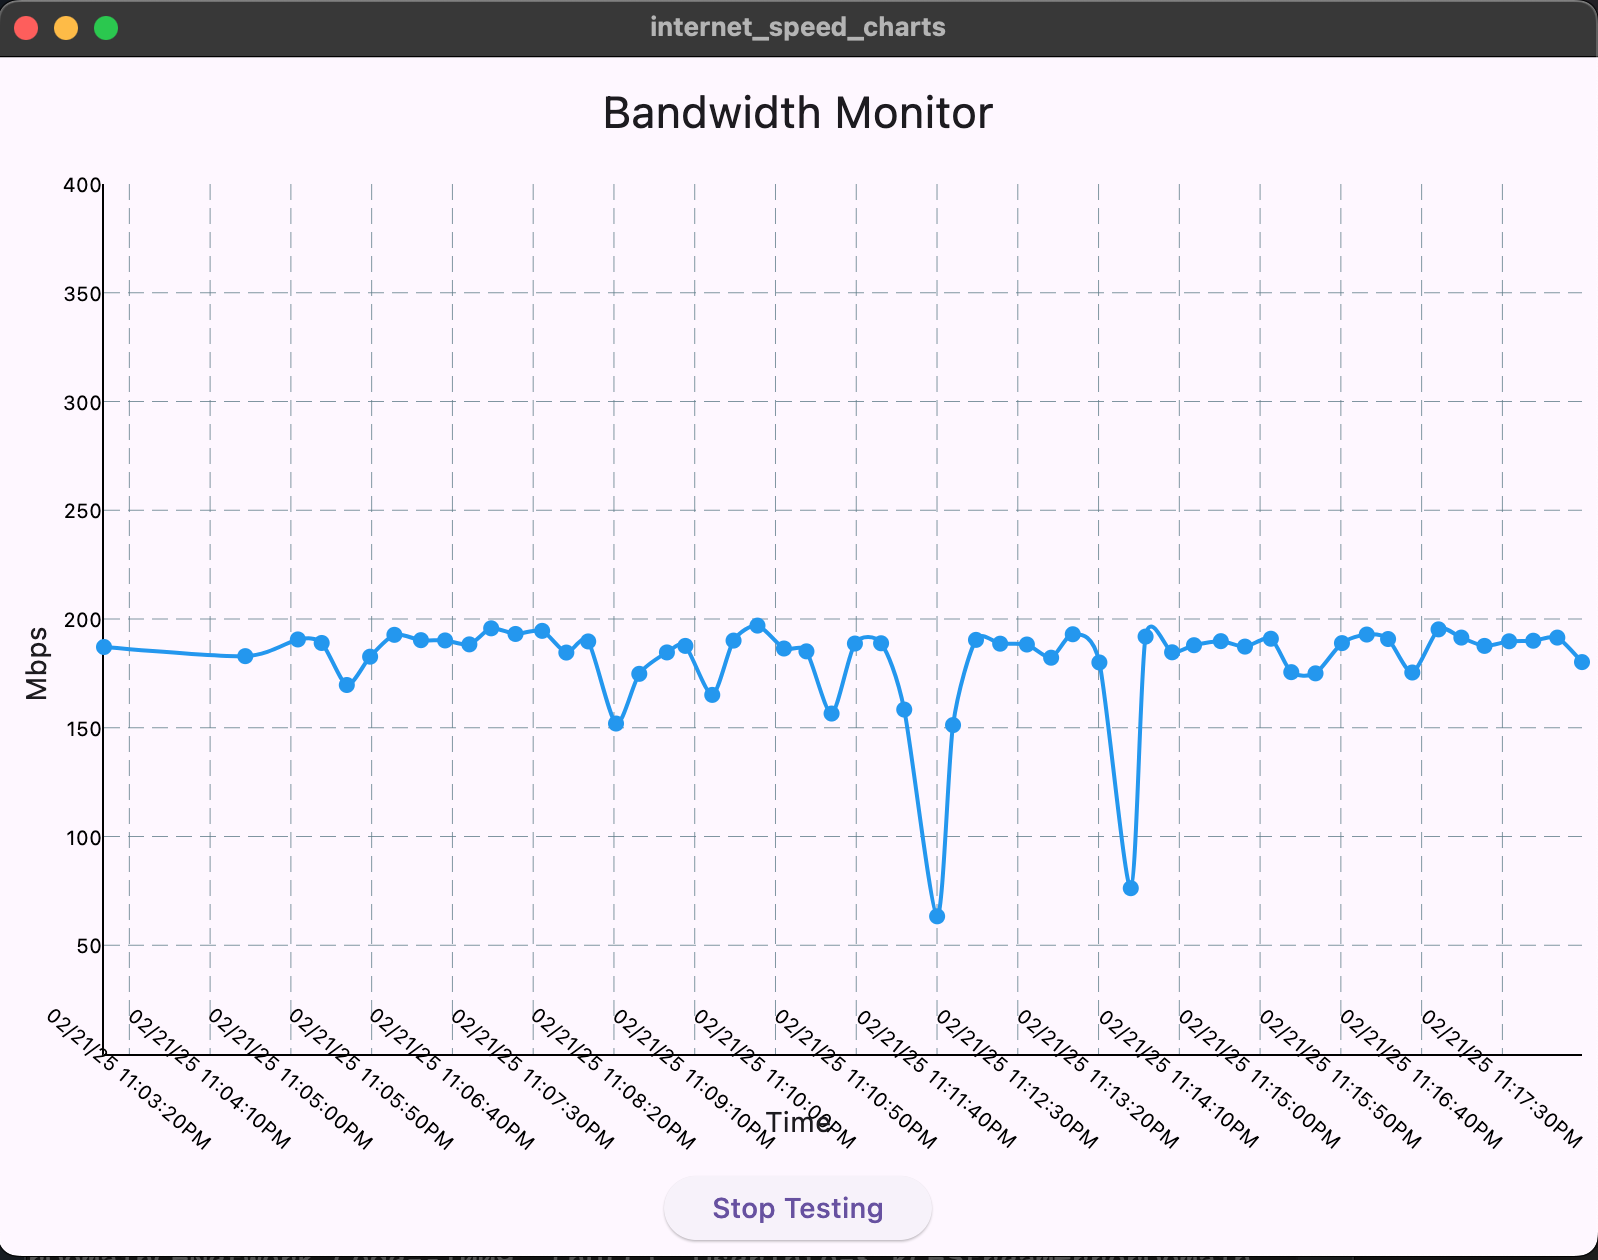 internet_speed_charts
Bandwidth Monitor
400
350
300
250
200
150
100
50
Mbps
02/21/25 11:03:20PM
02/21/25 11:04:10PM
02/21/25 11:05:00PM
02/21/25 11:05:50PM
02/21/25 11:06:40PM
02/21/25 11:07:30PM
02/21/25 11:08:20PM
02/21/25 11:09:10PM
02/21/25 11:10:00PM
02/21/25 11:10:50PM
02/21/25 11:11:40PM
02/21/25 11:12:30PM
02/21/25 11:13:20PM
02/21/25 11:14:10PM
02/21/25 11:15:00PM
02/21/25 11:15:50PM
02/21/25 11:16:40PM
02/21/25 11:17:30PM
Time
Stop Testing